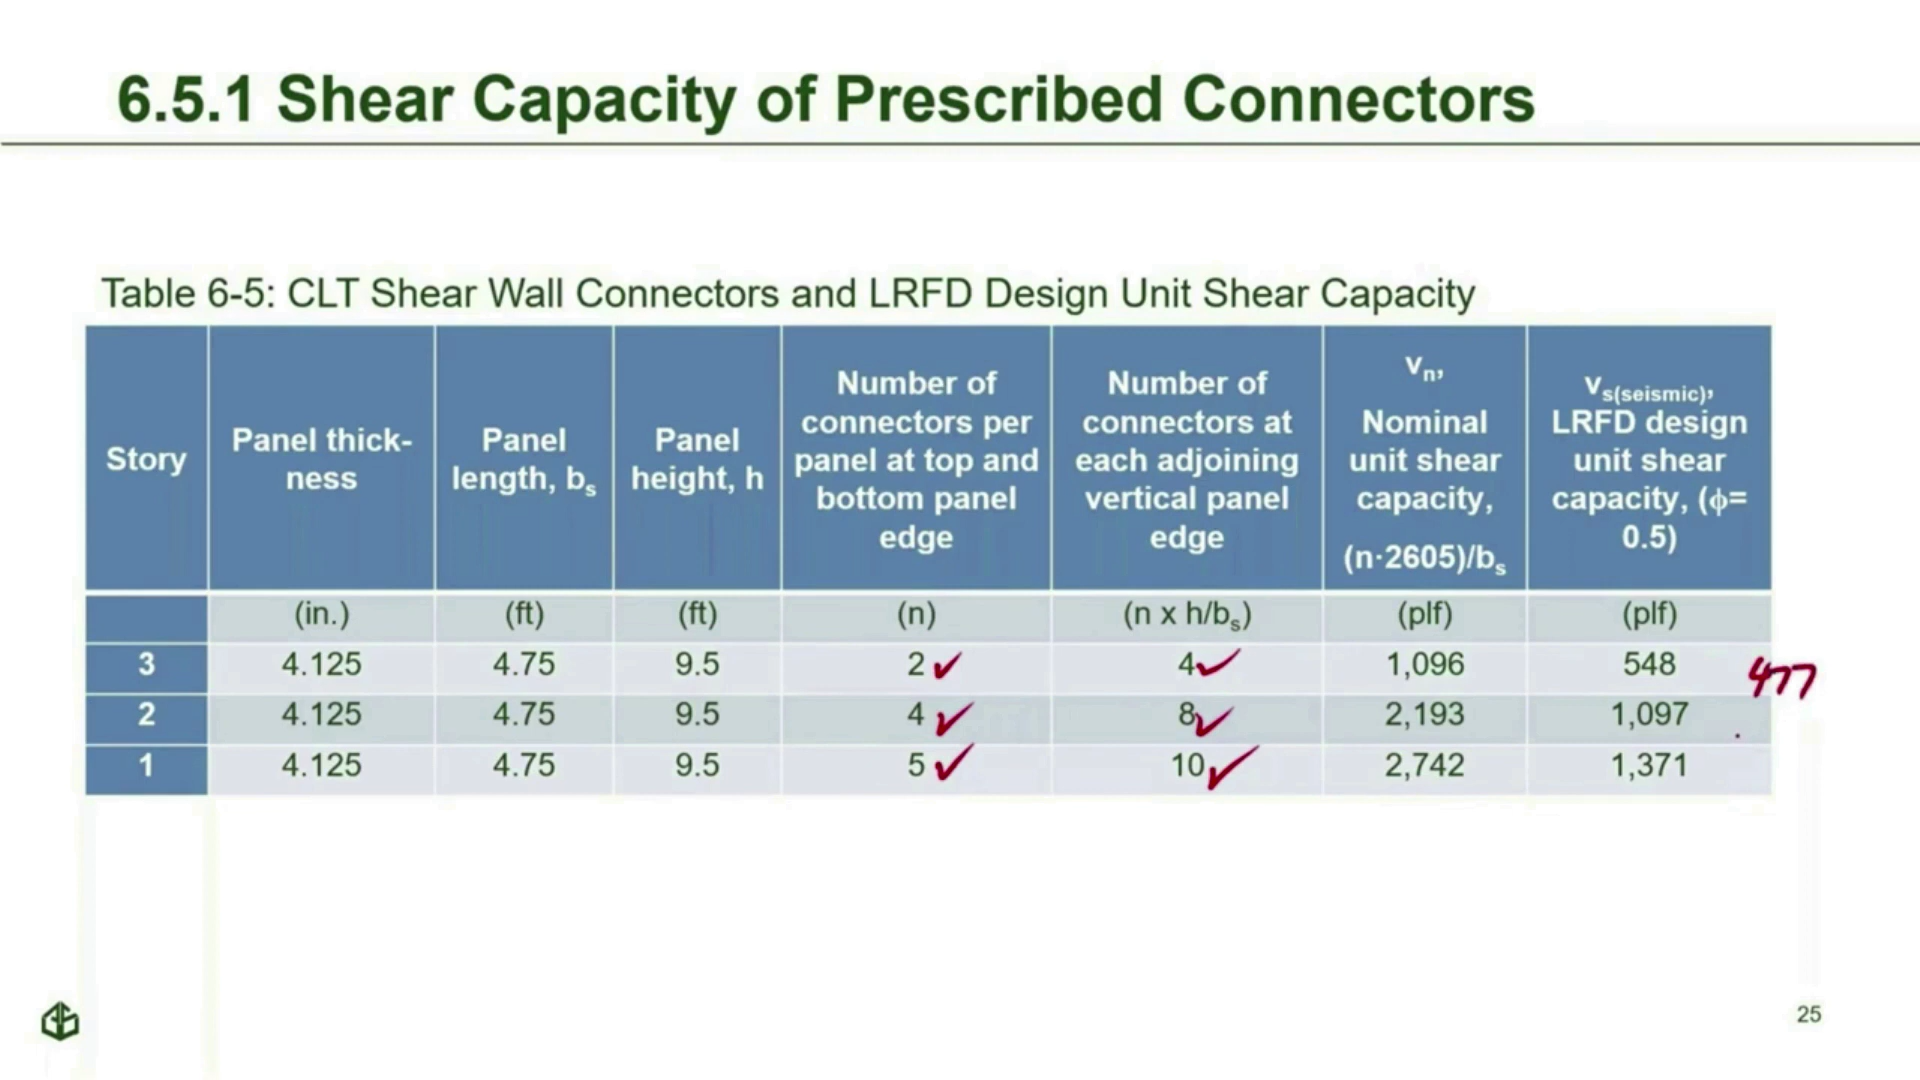 6.5.1 Shear Capacity of Prescribed Connectors
Table 6-5: CLT Shear Wall Connectors and LRFD Design Unit Shear Capacity
Story
Panel thick-
ness
Panel
length, bs
Panel
height, h
Number of
connectors per
panel at top and
bottom panel
edge
Number of
connectors at
each adjoining
vertical panel
edge
vn,
Nominal
unit shear
capacity,
(n·2605)/bs
vs(seismic),
LRFD design
unit shear
capacity, (ϕ=
0.5)
(in.) (ft) (ft) (n) (n x h/bs) (plf) (plf)
3 4.125 4.75 9.5 2 ✓ 4 ✓ 1,096 548 477
2 4.125 4.75 9.5 4 ✓ 8 ✓ 2,193 1,097
1 4.125 4.75 9.5 5 ✓ 10 ✓ 2,742 1,371
25